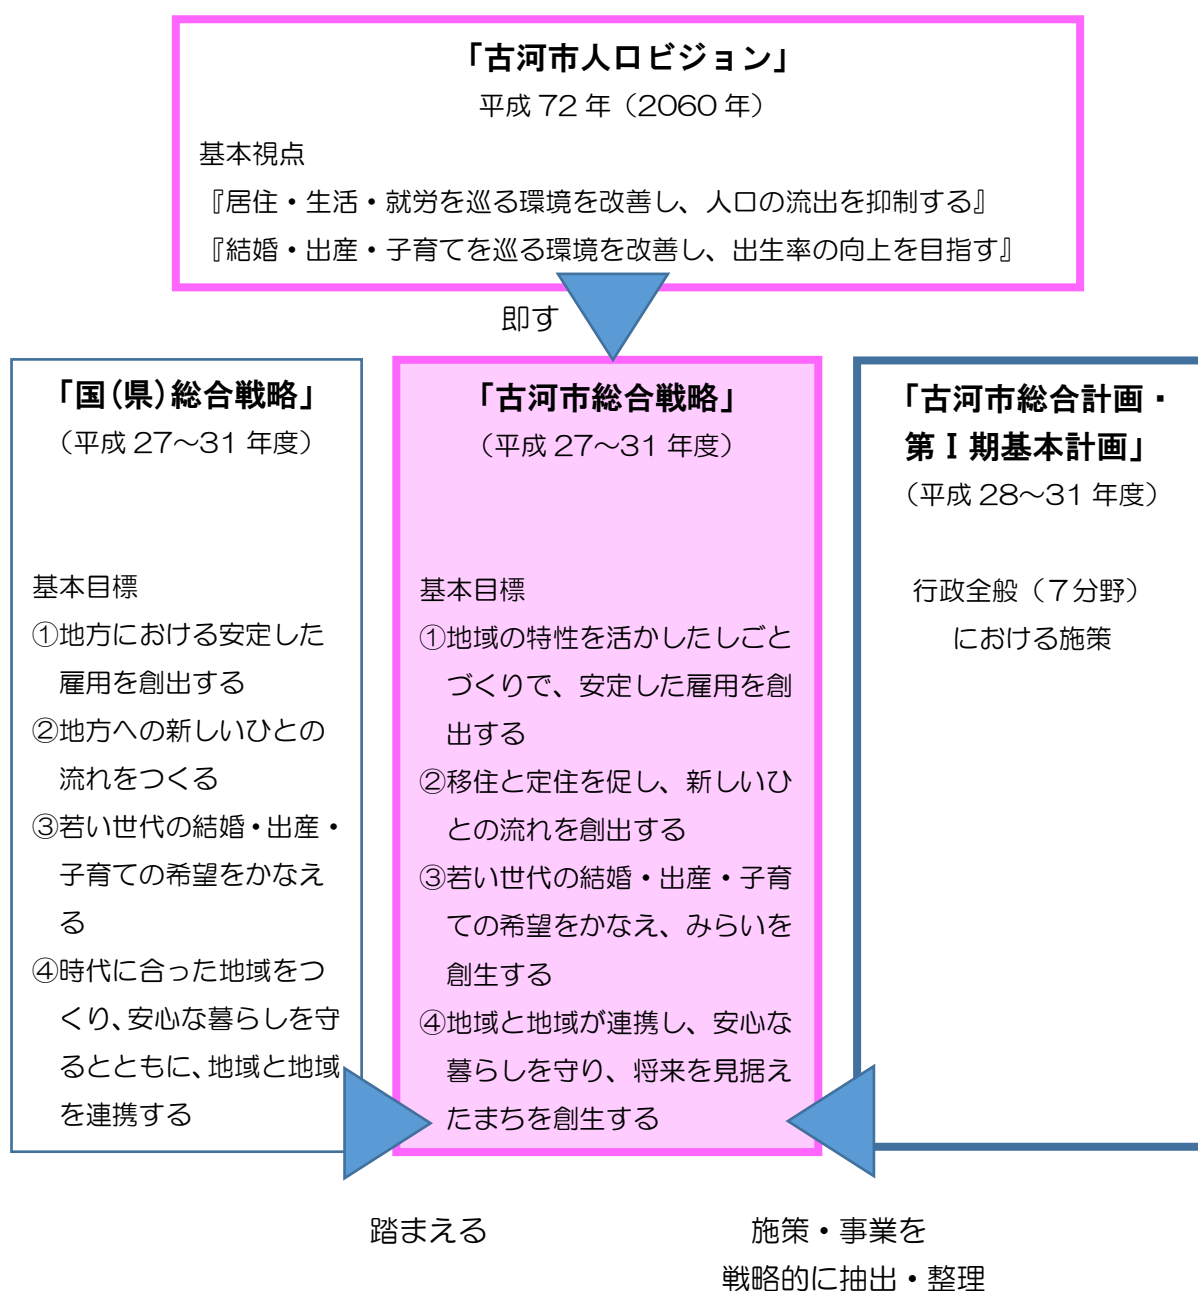 「古河市人口ビジョン」
平成 72 年（2060 年）
基本視点
『居住・生活・就労を巡る環境を改善し、人口の流出を抑制する』
『結婚・出産・子育てを巡る環境を改善し、出生率の向上を目指す』
即す
「国(県)総合戦略」
（平成 27～31 年度）
基本目標
①地方における安定した
雇用を創出する
②地方への新しいひとの
流れをつくる
③若い世代の結婚・出産・
子育ての希望をかなえ
る
④時代に合った地域をつ
くり、安心な暮らしを守
るとともに、地域と地域
を連携する
「古河市総合戦略」
（平成 27～31 年度）
基本目標
①地域の特性を活かしたしごと
づくりで、安定した雇用を創
出する
②移住と定住を促し、新しいひ
との流れを創出する
③若い世代の結婚・出産・子育
ての希望をかなえ、みらいを
創生する
④地域と地域が連携し、安心な
暮らしを守り、将来を見据え
たまちを創生する
「古河市総合計画・
第Ⅰ期基本計画」
（平成 28～31 年度）
行政全般（７分野）
における施策
踏まえる
施策・事業を
戦略的に抽出・整理